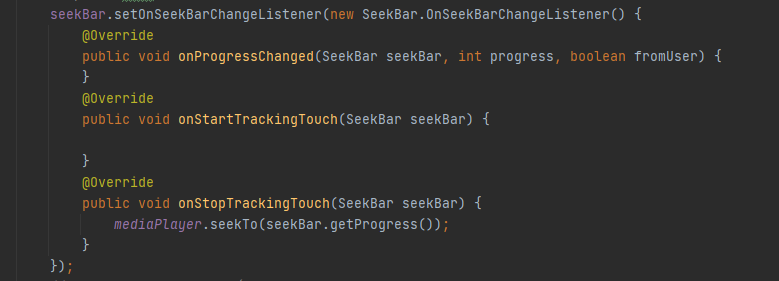 seekBar.setOnSeekBarChangeListener(new SeekBar.OnSeekBarChangeListener() {
@Override
public void onProgressChanged(SeekBar seekBar, int progress, boolean fromUser) {
}
@Override
public void onStartTrackingTouch(SeekBar seekBar) {
}
@Override
public void onStopTrackingTouch(SeekBar seekBar) {
mediaPlayer.seekTo(seekBar.getProgress());
}
});